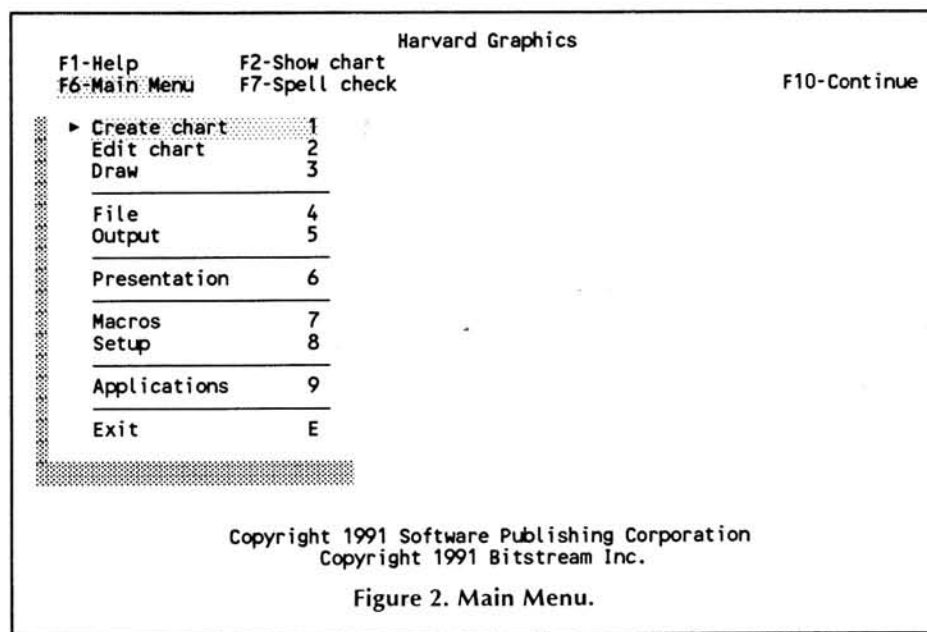 Harvard Graphics
F1-Help F2-Show chart
F6-Main Menu F7-Spell check F10-Continue
► Create chart 1
Edit chart 2
Draw 3
File 4
Output 5
Presentation 6
Macros 7
Setup 8
Applications 9
Exit E
Copyright 1991 Software Publishing Corporation
Copyright 1991 Bitstream Inc.
Figure 2. Main Menu.